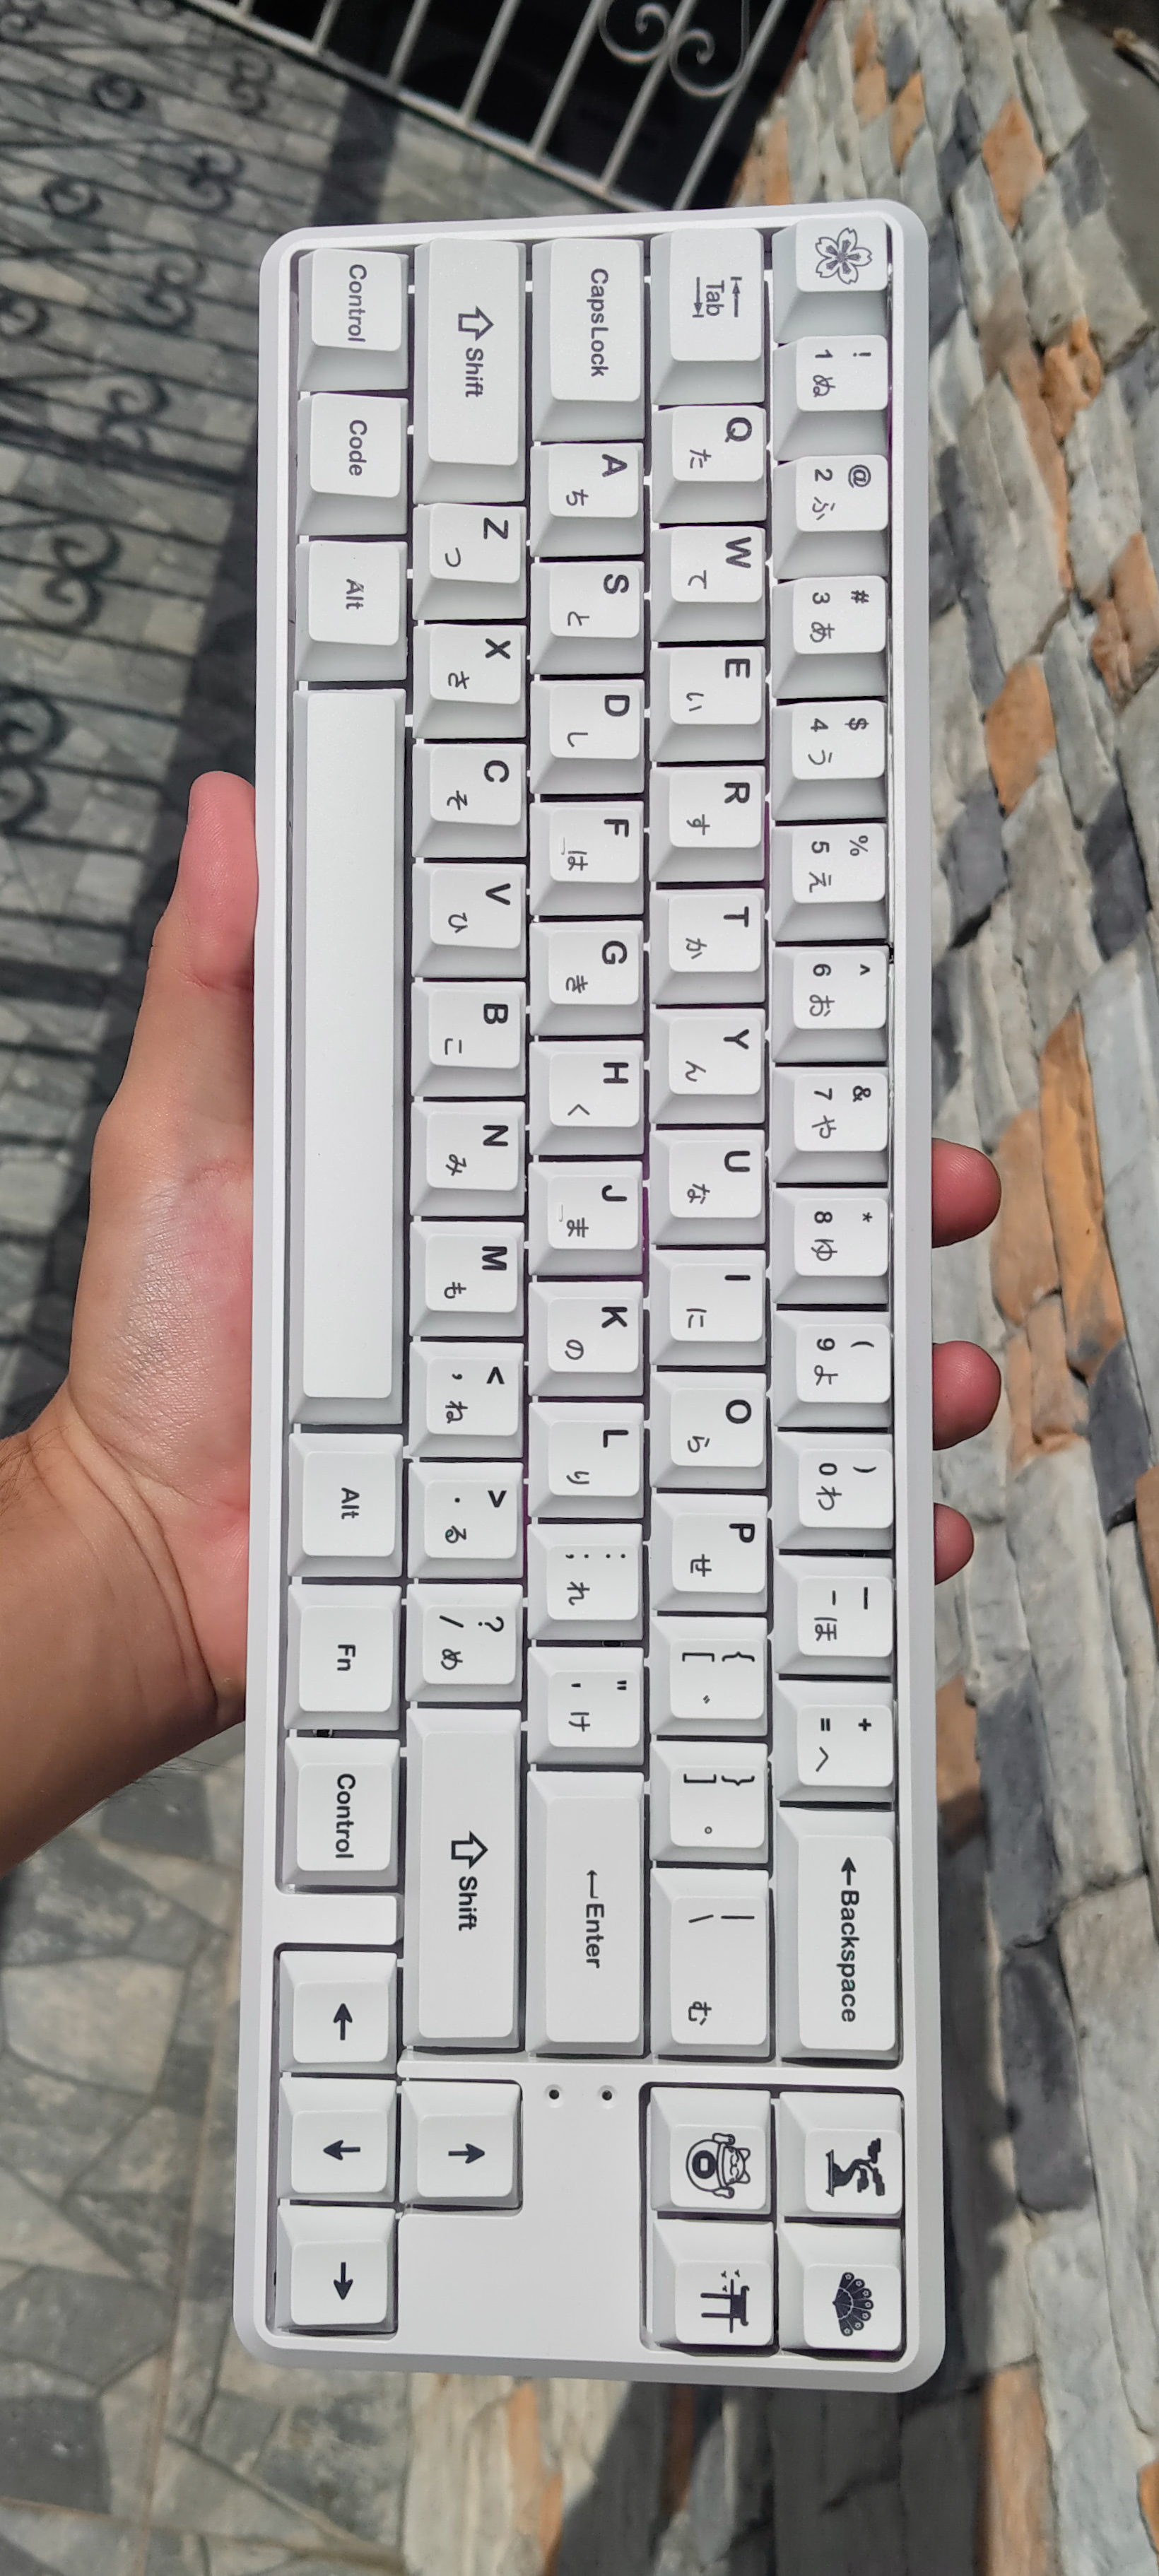 ! 1 ぬ
@ 2 ふ
# 3 あ
$ 4 う
% 5 え
^ 6 お
& 7 や
* 8 ゆ
( 9 よ
) 0 わ
_ - ほ
+ = へ
←Backspace
Tab
Q た
W て
E い
R す
T か
Y ん
U な
I に
O ら
P せ
{ [ ゛
} ] ゜
| \ む
CapsLock
A ち
S と
D し
F は
G き
H く
J ま
K の
L り
: ; れ
" ' け
←Enter
⇧ Shift
Z つ
X さ
C そ
V ひ
B こ
N み
M も
< , ね
> . る
? / め
⇧ Shift
↑
Control
Code
Alt
Alt
Fn
Control
←
↓
→